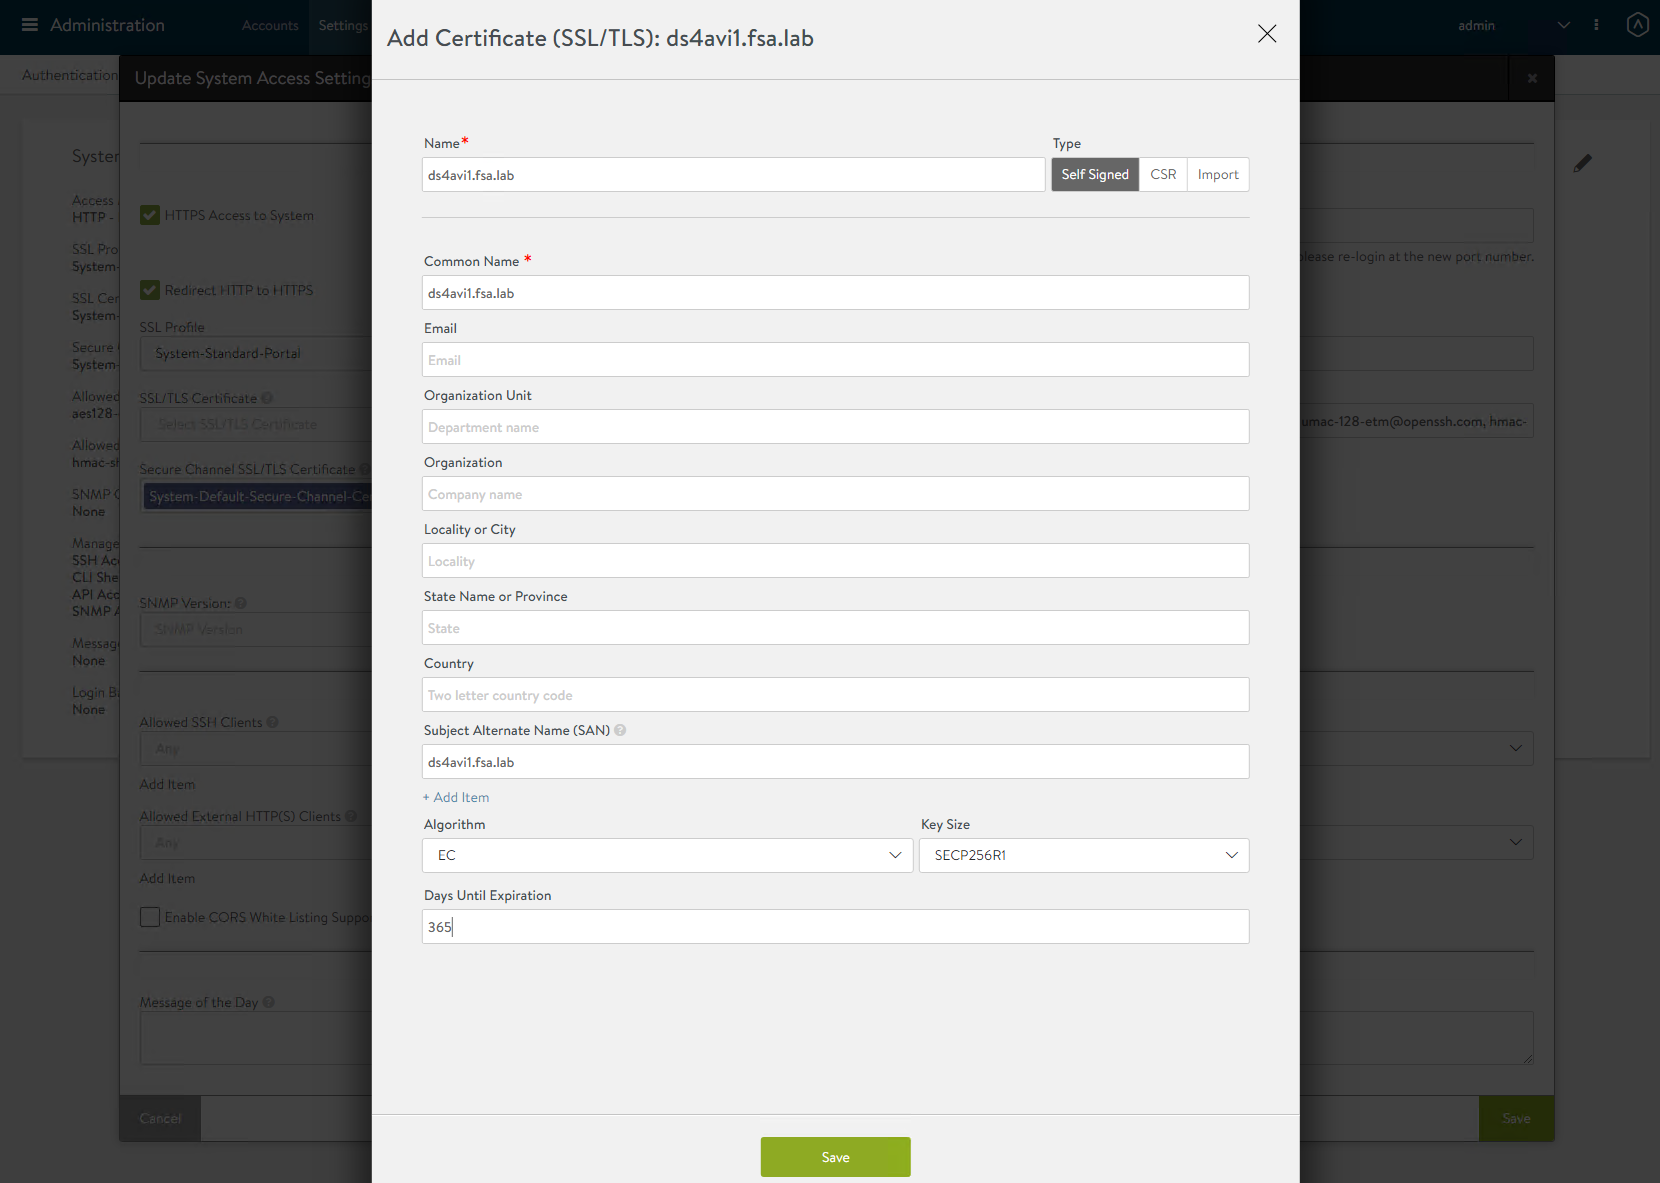 Administration
Accounts
Settings
admin
Authentication
Update System Access Setting
Add Certificate (SSL/TLS): ds4avi1.fsa.lab
System
Access
HTTP -
SSL Pro
System-
SSL Cer
System-
Secure
System-
Allowed
aes128-
Allowed
hmac-sh
SNMP C
None
Manage
SSH Acc
CLI She
API Acc
SNMP A
Message
None
Login Ba
None
HTTPS Access to System
Redirect HTTP to HTTPS
SSL Profile
System-Standard-Portal
SSL/TLS Certificate
Select SSL/TLS Certificate
Secure Channel SSL/TLS Certificate
System-Default-Secure-Channel-Cer
SNMP Version:
SNMP Version
Allowed SSH Clients
Any
Add Item
Allowed External HTTP(S) Clients
Any
Add Item
Enable CORS White Listing Suppo
Message of the Day
Cancel
Name*
ds4avi1.fsa.lab
Type
Self Signed
CSR
Import
Common Name *
ds4avi1.fsa.lab
Email
Email
Organization Unit
Department name
Organization
Company name
Locality or City
Locality
State Name or Province
State
Country
Two letter country code
Subject Alternate Name (SAN)
ds4avi1.fsa.lab
+ Add Item
Algorithm
EC
Key Size
SECP256R1
Days Until Expiration
365
Save
please re-login at the new port number.
umac-128-etm@openssh.com, hmac-
Save